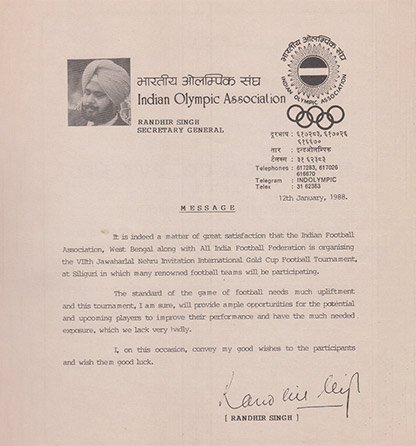 भारतीय ओलम्पिक संघ
Indian Olympic Association
RANDHIR SINGH
SECRETARY GENERAL
भारतीय ओलम्पिक संघ
INDIAN OLYMPIC ASSOCIATION
दूरभाष : ६१७२८३, ६१७०२६
६१६६७०
तार : इन्डओलम्पिक
टेलेक्स : ३१ ६२३८३
Telephones : 617283, 617026
616670
Telegram : INDOLYMPIC
Telex : 31 62383
12th January, 1988.
MESSAGE
It is indeed a matter of great satisfaction that the Indian Football
Association, West Bengal along with All India Football Federation is organising
the VIIth Jawaharlal Nehru Invitation International Gold Cup Football Tournament,
at Siliguri in which many renowned football teams will be participating.
The standard of the game of football needs much upliftment
and this tournament, I am sure, will provide ample opportunities for the potential
and upcoming players to improve their performance and have the much needed
exposure, which we lack very badly.
I, on this occasion, convey my good wishes to the participants
and wish them good luck.
Randhir Singh
[ RANDHIR SINGH ]